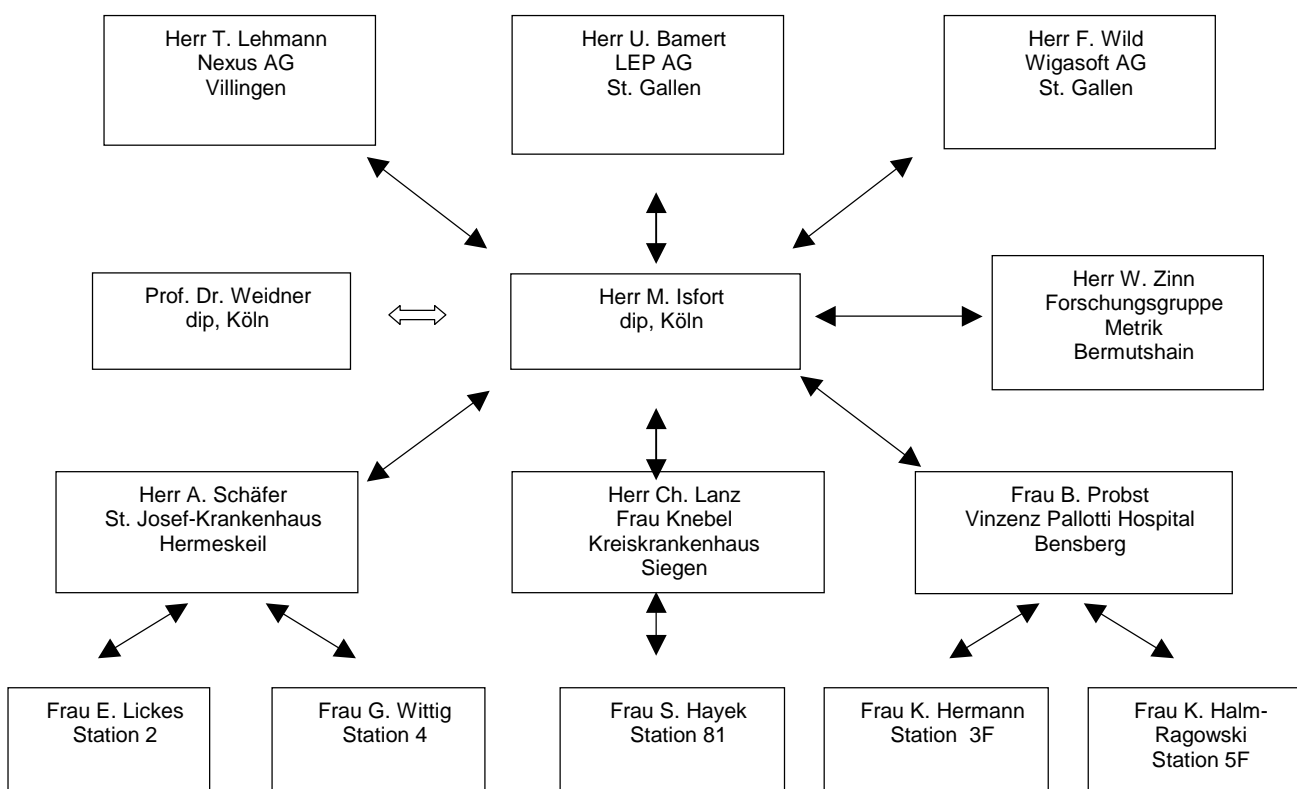 Herr T. Lehmann
Nexus AG
Villingen
Herr U. Bamert
LEP AG
St. Gallen
Herr F. Wild
Wigasoft AG
St. Gallen
Prof. Dr. Weidner
dip, Köln
Herr M. Isfort
dip, Köln
Herr W. Zinn
Forschungsgruppe
Metrik
Bermutshain
Herr A. Schäfer
St. Josef-Krankenhaus
Hermeskeil
Herr Ch. Lanz
Frau Knebel
Kreiskrankenhaus
Siegen
Frau B. Probst
Vinzenz Pallotti Hospital
Bensberg
Frau E. Lickes
Station 2
Frau G. Wittig
Station 4
Frau S. Hayek
Station 81
Frau K. Hermann
Station 3F
Frau K. Halm-
Ragowski
Station 5F